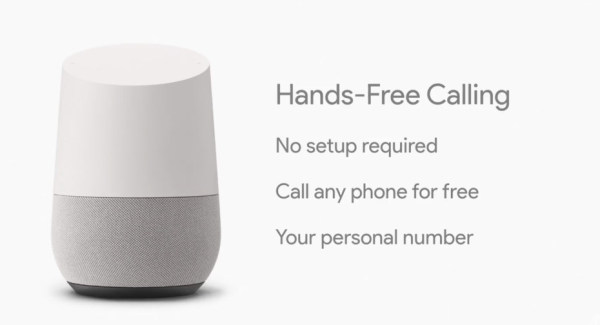 Hands-Free Calling
No setup required
Call any phone for free
Your personal number